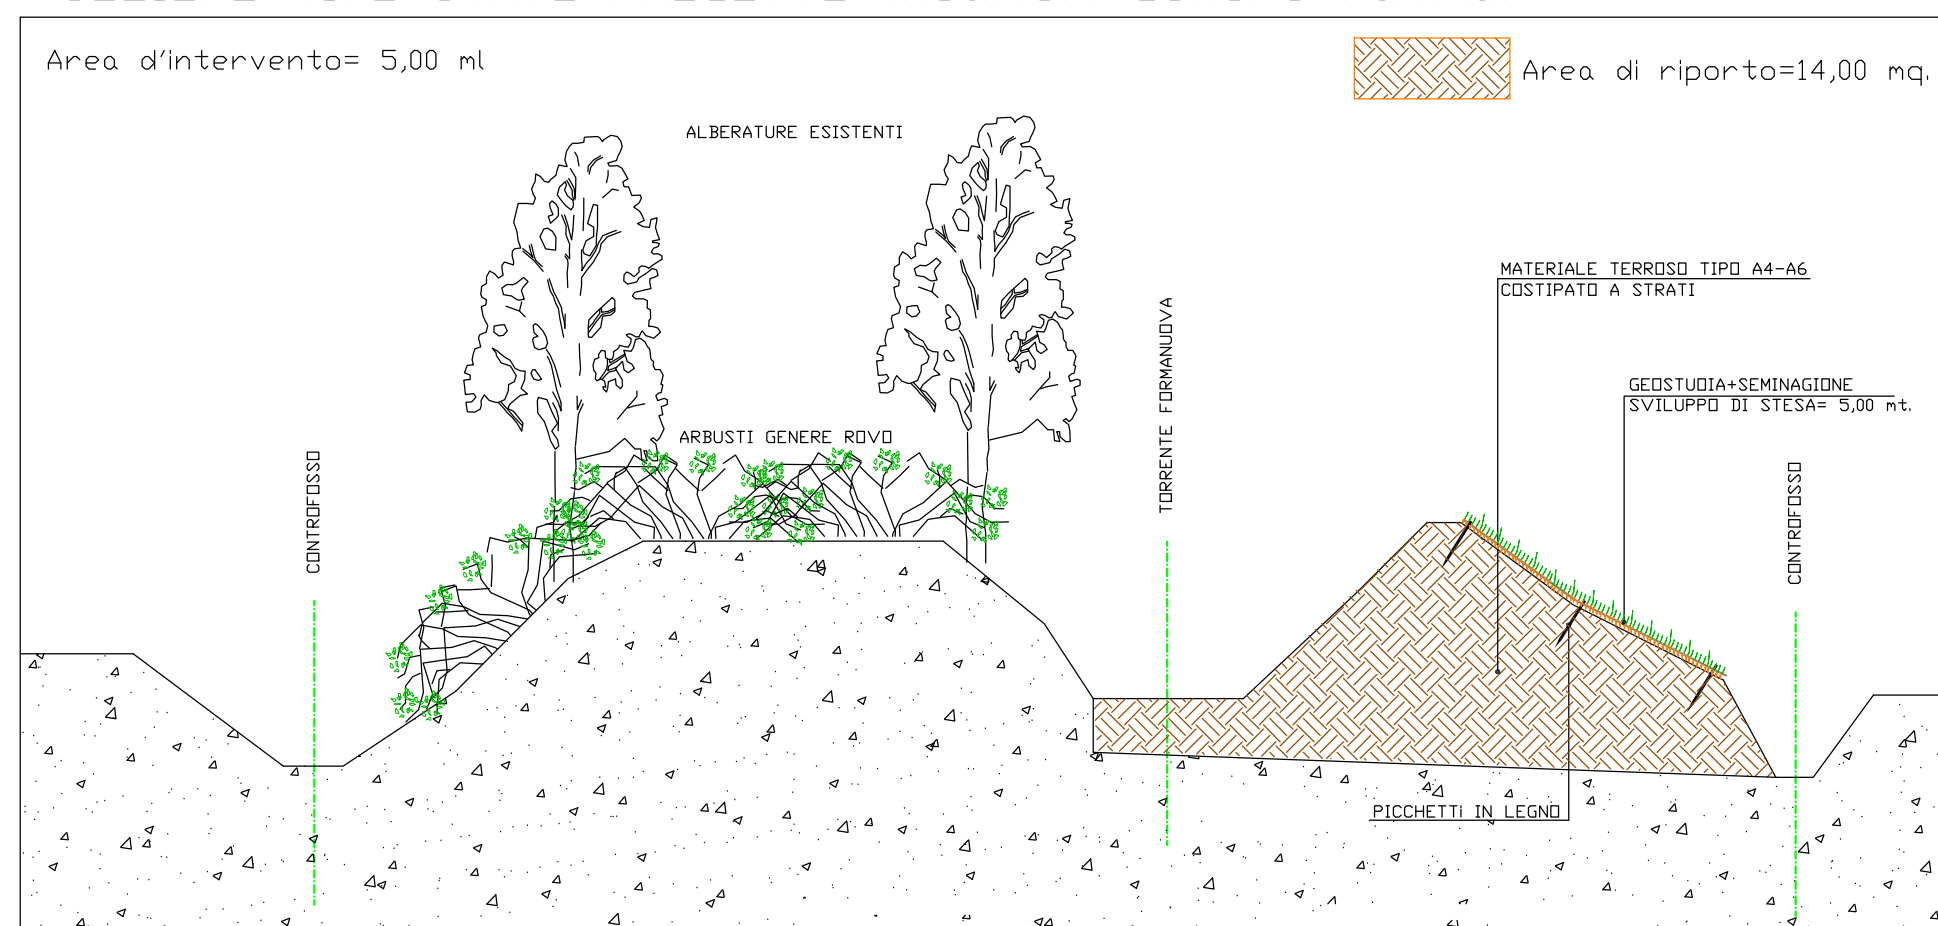 Area d'intervento= 5,00 ml
Area di riporto=14,00 mq.
ALBERATURE ESISTENTI
MATERIALE TERROSO TIPO A4-A6
COSTIPATO A STRATI
TORRENTE FORMANUOVA
GEOSTUOIA+SEMINAGIONE
SVILUPPO DI STESA= 5,00 mt.
ARBUSTI GENERE ROVO
CONTROFOSSO
CONTROFOSSO
PICCHETTi IN LEGNO